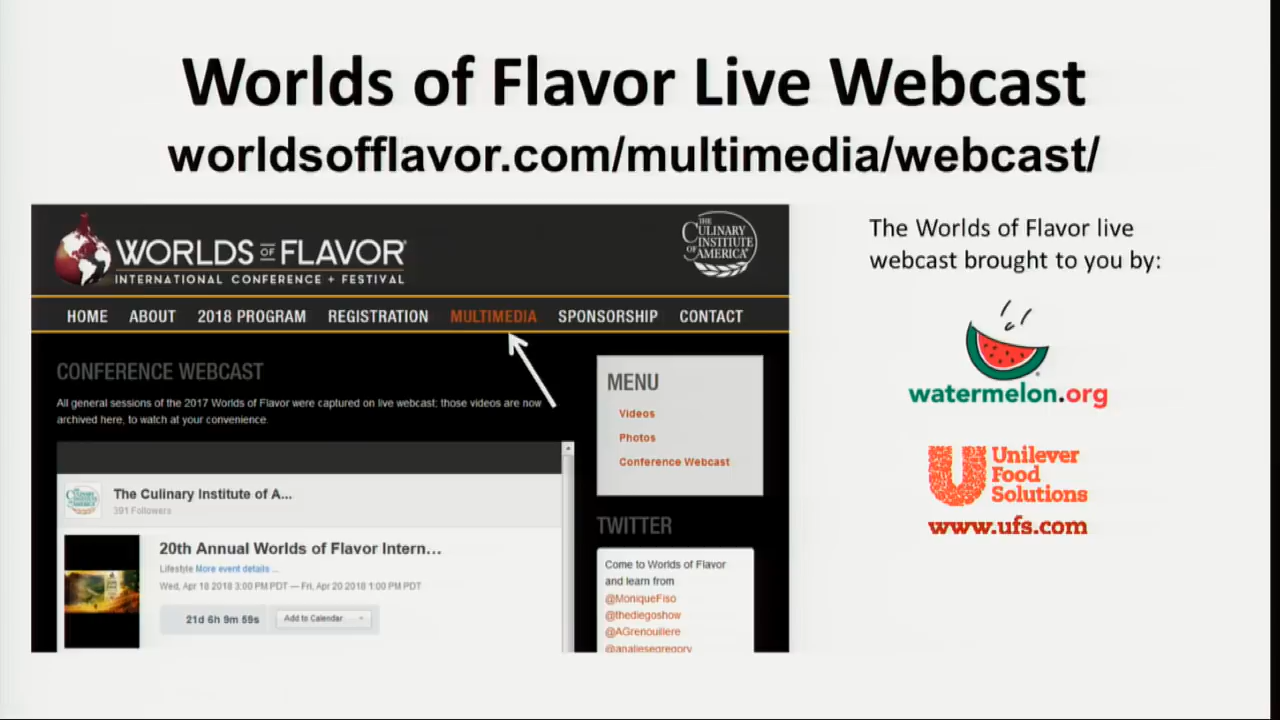 Worlds of Flavor Live Webcast
worldsofflavor.com/multimedia/webcast/
WORLDS OF FLAVOR
INTERNATIONAL CONFERENCE + FESTIVAL
THE
CULINARY
INSTITUTE
OF AMERICA
HOME ABOUT 2018 PROGRAM REGISTRATION MULTIMEDIA SPONSORSHIP CONTACT
CONFERENCE WEBCAST
All general sessions of the 2017 Worlds of Flavor were captured on live webcast; those videos are now
archived here, to watch at your convenience.
The Culinary Institute of A...
391 Followers
20th Annual Worlds of Flavor Intern...
Lifestyle More event details ...
Wed, Apr 18 2018 3:00 PM PDT — Fri, Apr 20 2018 1:00 PM PDT
21d 6h 9m 59s Add to Calendar
MENU
Videos
Photos
Conference Webcast
TWITTER
Come to Worlds of Flavor
and learn from
@MoniqueFiso
@thediegoshow
@AGrenouillere
@analiesegregory
The Worlds of Flavor live
webcast brought to you by:
watermelon.org
Unilever
Food
Solutions
www.ufs.com